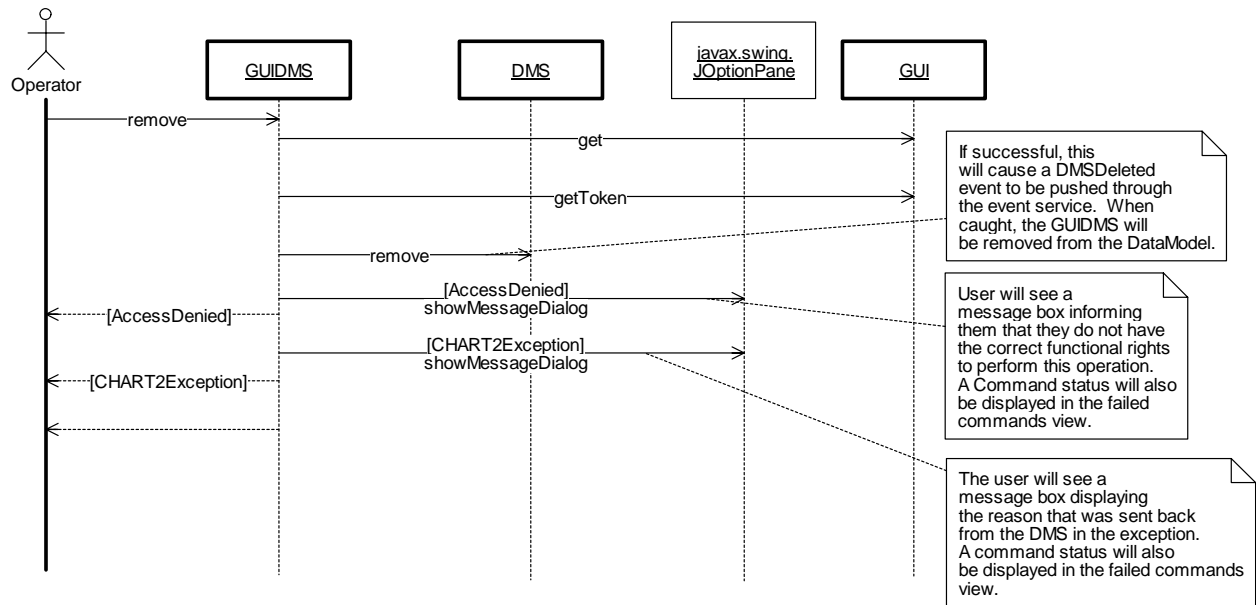 Operator
GUIDMS
DMS
javax.swing.
JOptionPane
GUI
remove
get
getToken
remove
If successful, this
will cause a DMSDeleted
event to be pushed through
the event service. When
caught, the GUIDMS will
be removed from the DataModel.
[AccessDenied]
showMessageDialog
[AccessDenied]
User will see a
message box informing
them that they do not have
the correct functional rights
to perform this operation.
A Command status will also
be displayed in the failed
commands view.
[CHART2Exception]
showMessageDialog
[CHART2Exception]
The user will see a
message box displaying
the reason that was sent back
from the DMS in the exception.
A command status will also
be displayed in the failed commands
view.